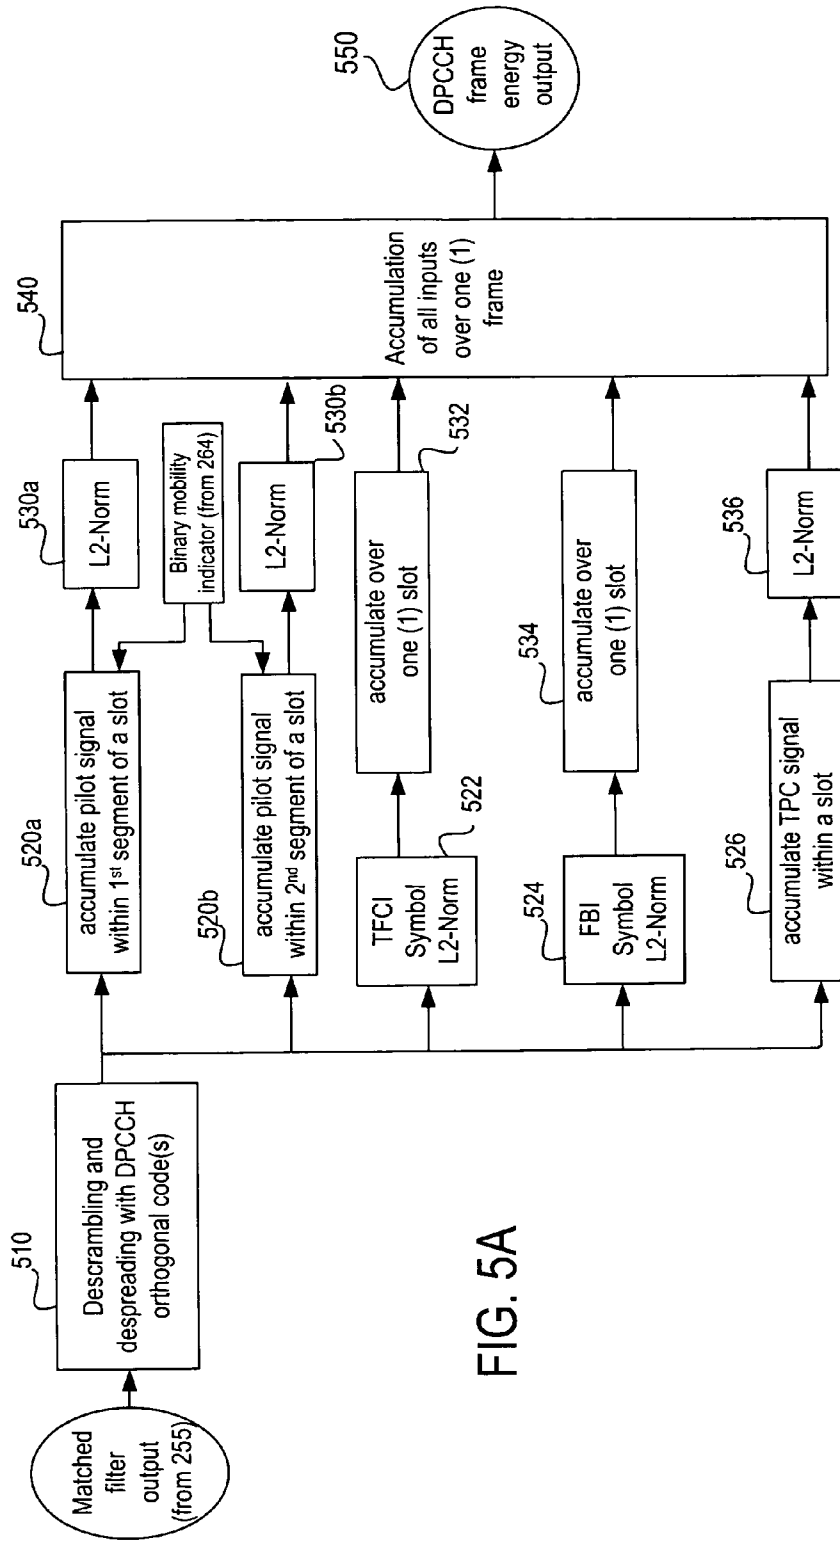 Matched
filter
output
(from 255)
510
Descrambling and
despreading with DPCCH
orthogonal code(s)
520a
accumulate pilot signal
within 1st segment of a slot
530a
L2-Norm
Binary mobility
indicator (from 264)
520b
accumulate pilot signal
within 2nd segment of a slot
L2-Norm
530b
TFCI
Symbol
L2-Norm
522
accumulate over
one (1) slot
532
524
FBI
Symbol
L2-Norm
534
accumulate over
one (1) slot
526
accumulate TPC signal
within a slot
536
L2-Norm
540
Accumulation
of all inputs
over one (1)
frame
550
DPCCH
frame
energy
output
FIG. 5A